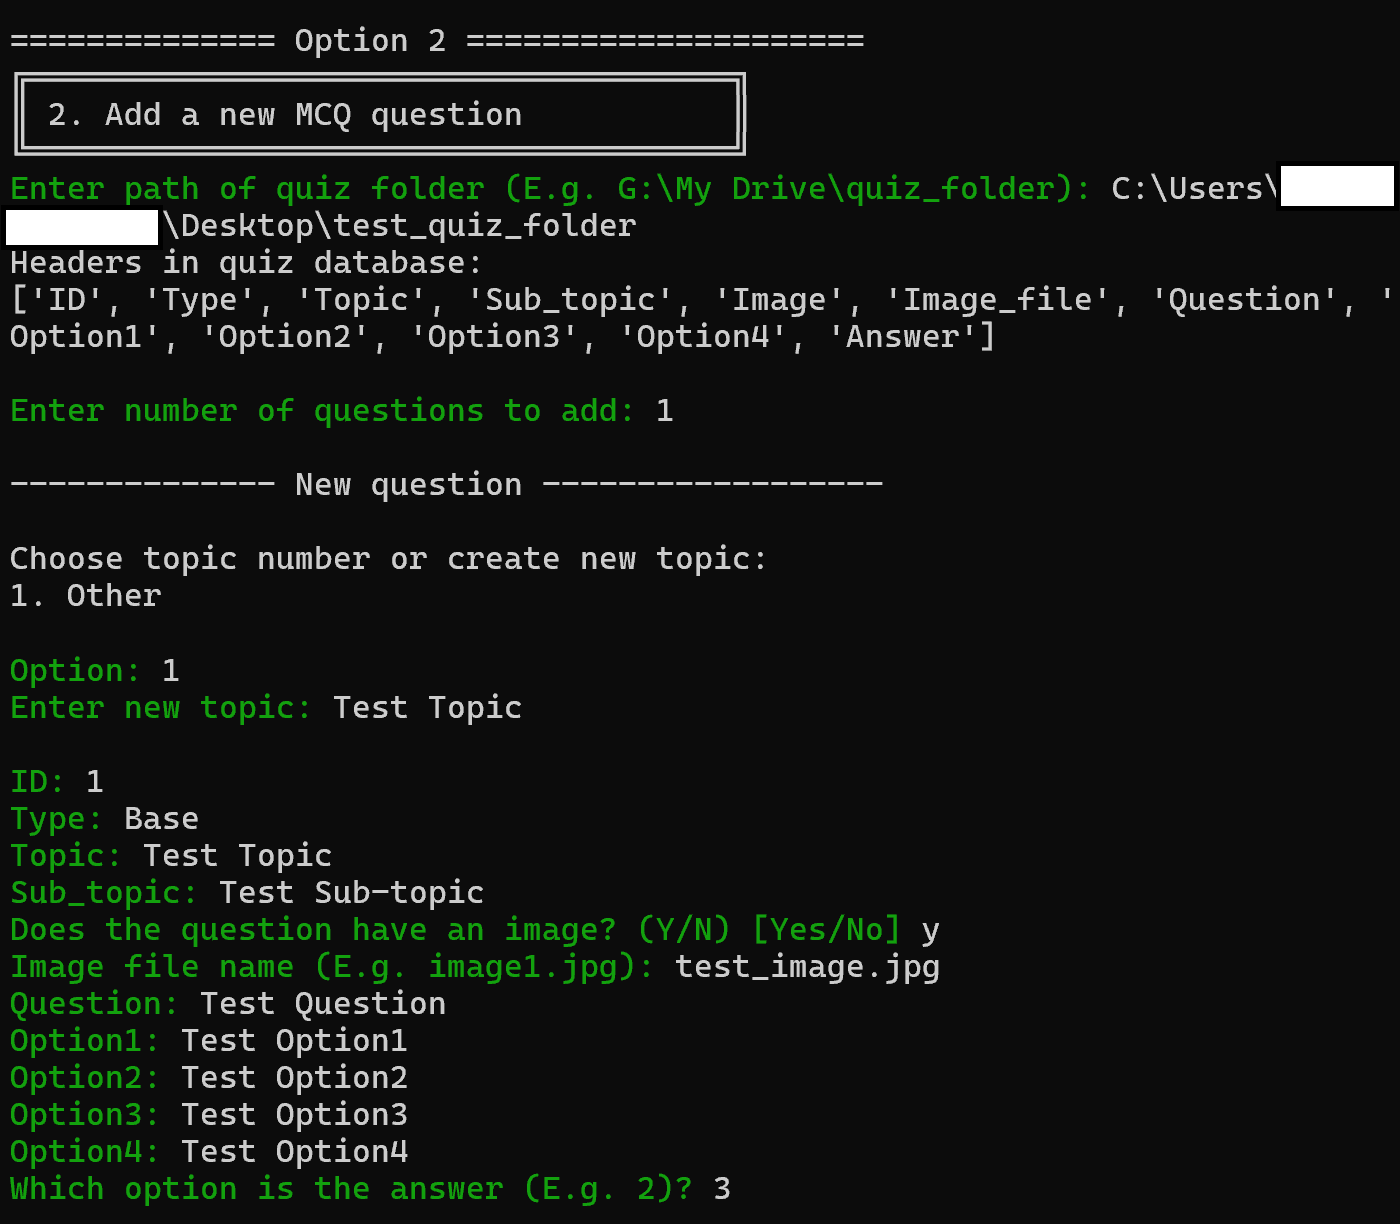 ============== Option 2 =====================
2. Add a new MCQ question
Enter path of quiz folder (E.g. G:\My Drive\quiz_folder): C:\Users\
\Desktop\test_quiz_folder
Headers in quiz database:
['ID', 'Type', 'Topic', 'Sub_topic', 'Image', 'Image_file', 'Question', '
Option1', 'Option2', 'Option3', 'Option4', 'Answer']
Enter number of questions to add: 1
-------------- New question ------------------
Choose topic number or create new topic:
1. Other
Option: 1
Enter new topic: Test Topic
ID: 1
Type: Base
Topic: Test Topic
Sub_topic: Test Sub-topic
Does the question have an image? (Y/N) [Yes/No] y
Image file name (E.g. image1.jpg): test_image.jpg
Question: Test Question
Option1: Test Option1
Option2: Test Option2
Option3: Test Option3
Option4: Test Option4
Which option is the answer (E.g. 2)? 3